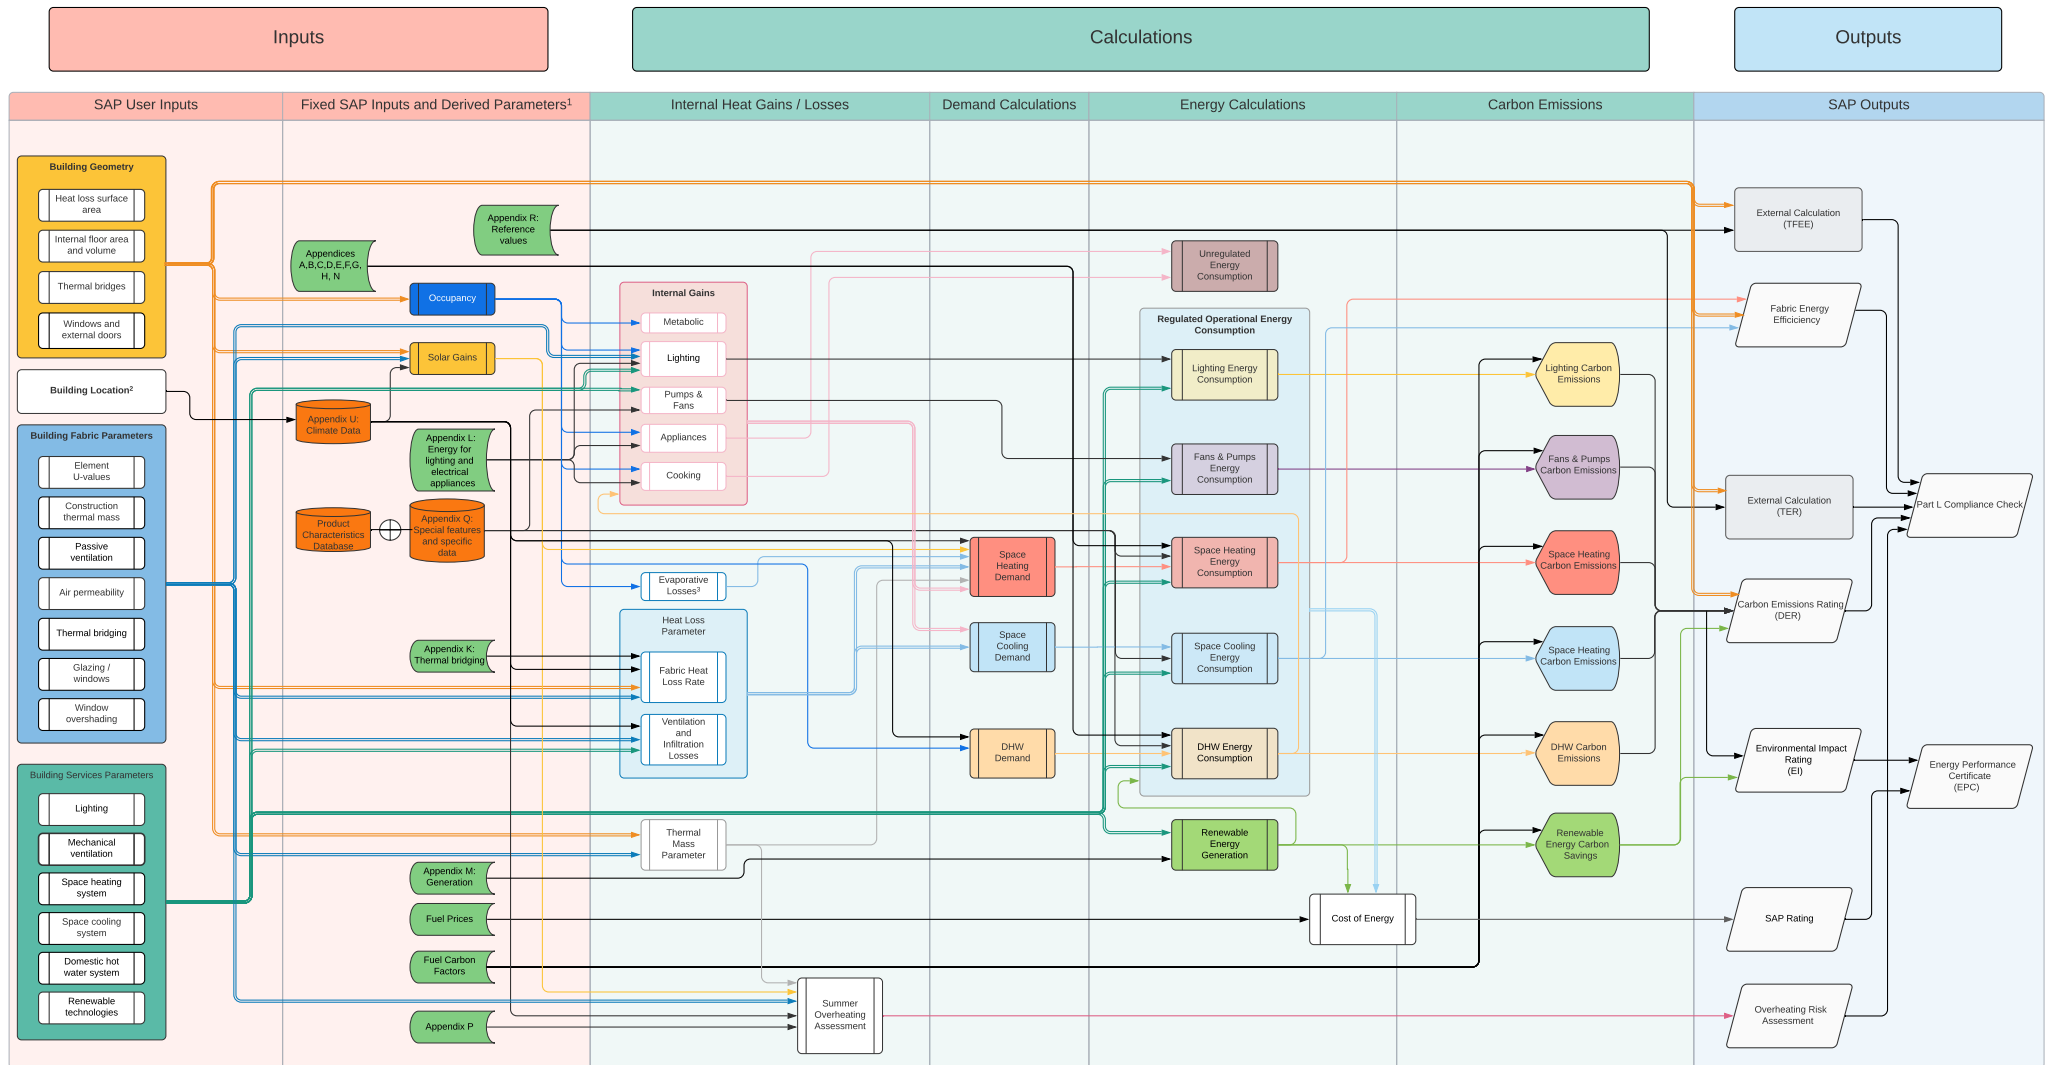 Inputs
Calculations
Outputs
SAP User Inputs
Fixed SAP Inputs and Derived Parameters¹
Internal Heat Gains / Losses
Demand Calculations
Energy Calculations
Carbon Emissions
SAP Outputs
Building Geometry
Heat loss surface
area
Internal floor area
and volume
Thermal bridges
Windows and
external doors
Building Location²
Building Fabric Parameters
Element
U-values
Construction
thermal mass
Passive
ventilation
Air permeability
Thermal bridging
Glazing /
windows
Window
overshading
Building Services Parameters
Lighting
Mechanical
ventilation
Space heating
system
Space cooling
system
Domestic hot
water system
Renewable
technologies
Appendix R:
Reference
values
Appendices
A,B,C,D,E,F,G,
H, N
Occupancy
Solar Gains
Appendix U:
Climate Data
Appendix L:
Energy for
lighting and
electrical
appliances
Product
Characteristics
Database
Appendix Q:
Special features
and specific
data
Appendix K:
Thermal bridging
Appendix M:
Generation
Fuel Prices
Fuel Carbon
Factors
Appendix P
Internal Gains
Metabolic
Lighting
Pumps &
Fans
Appliances
Cooking
Evaporative
Losses³
Heat Loss
Parameter
Fabric Heat
Loss Rate
Ventilation
and
Infiltration
Losses
Thermal
Mass
Parameter
Summer
Overheating
Assessment
Space
Heating
Demand
Space
Cooling
Demand
DHW
Demand
Unregulated
Energy
Consumption
Regulated Operational Energy
Consumption
Lighting Energy
Consumption
Fans & Pumps
Energy
Consumption
Space Heating
Energy
Consumption
Space Cooling
Energy
Consumption
DHW Energy
Consumption
Renewable
Energy
Generation
Cost of Energy
Lighting Carbon
Emissions
Fans & Pumps
Carbon Emissions
Space Heating
Carbon Emissions
Space Heating
Carbon Emissions
DHW Carbon
Emissions
Renewable
Energy Carbon
Savings
External Calculation
(TFEE)
Fabric Energy
Efficiciency
External Calculation
(TER)
Part L Compliance Check
Carbon Emissions Rating
(DER)
Environmental Impact
Rating
(EI)
Energy Performance
Certificate
(EPC)
SAP Rating
Overheating Risk
Assessment